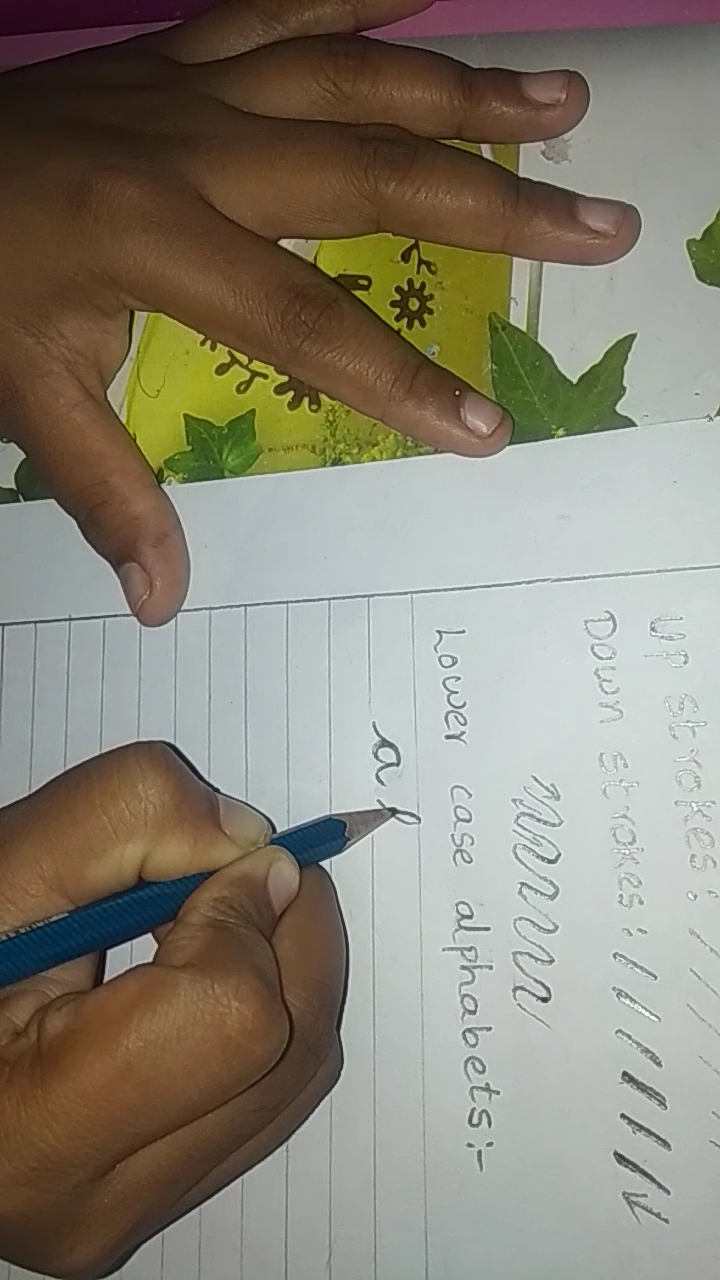 Up strokes: / / / /
Down strokes: / / / / / /
Lower case alphabets:-
a